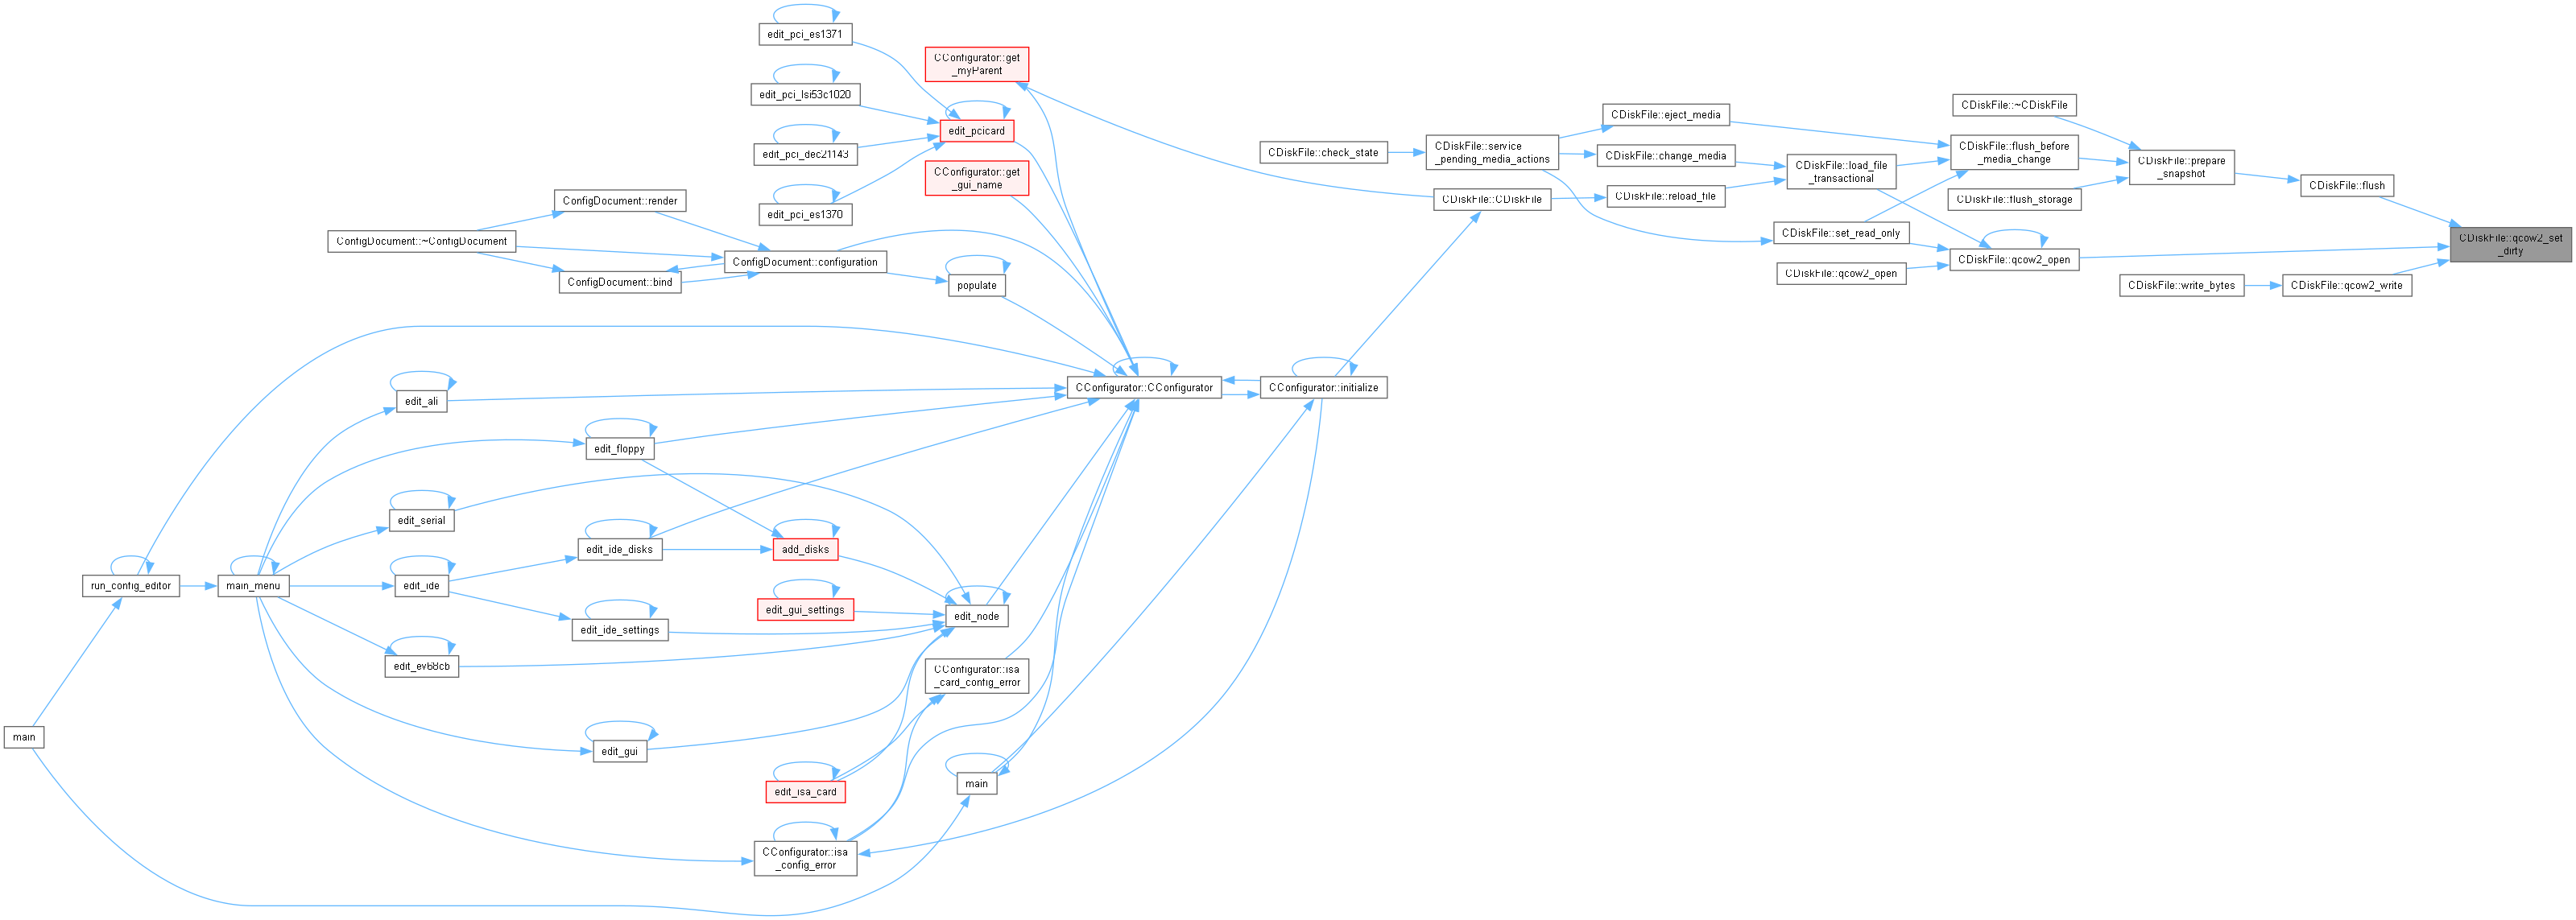 edit_pci_es1371
CConfigurator::get
_myParent
edit_pci_lsi53c1020
edit_pcicard
edit_pci_dec21143
CConfigurator::get
_gui_name
edit_pci_es1370
ConfigDocument::render
ConfigDocument::~ConfigDocument
ConfigDocument::configuration
ConfigDocument::bind
populate
CDiskFile::check_state
CDiskFile::service
_pending_media_actions
CDiskFile::eject_media
CDiskFile::change_media
CDiskFile::CDiskFile
CDiskFile::reload_file
CDiskFile::load_file
_transactional
CDiskFile::set_read_only
CDiskFile::qcow2_open
CDiskFile::~CDiskFile
CDiskFile::flush_before
_media_change
CDiskFile::flush_storage
CDiskFile::qcow2_open
CDiskFile::prepare
_snapshot
CDiskFile::flush
CDiskFile::write_bytes
CDiskFile::qcow2_write
CDiskFile::qcow2_set
_dirty
CConfigurator::CConfigurator
CConfigurator::initialize
edit_ali
edit_floppy
edit_serial
edit_ide_disks
add_disks
run_config_editor
main_menu
edit_ide
edit_gui_settings
edit_node
edit_ide_settings
edit_ev68cb
CConfigurator::isa
_card_config_error
main
edit_gui
edit_isa_card
main
CConfigurator::isa
_config_error